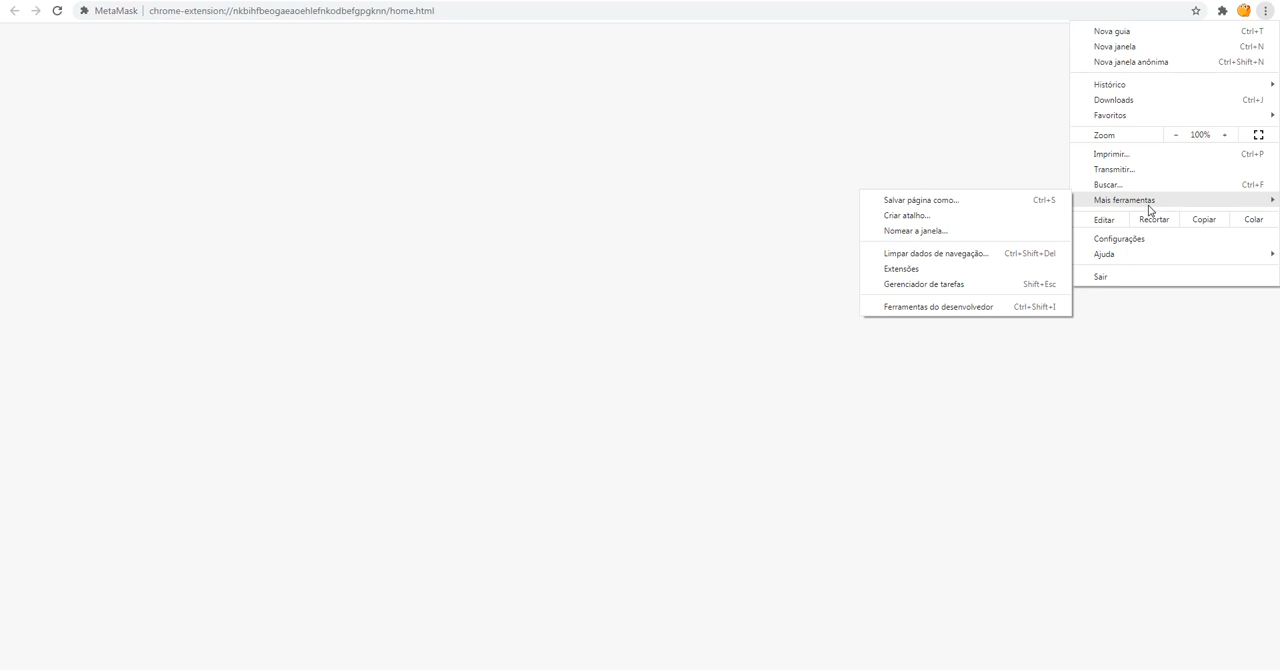 MetaMask | chrome-extension://nkbihfbeogaeaoehlefnkodbefgpgknn/home.html
Nova guia Ctrl+T
Nova janela Ctrl+N
Nova janela anônima Ctrl+Shift+N
Histórico
Downloads Ctrl+J
Favoritos
Zoom - 100% +
Imprimir... Ctrl+P
Transmitir...
Buscar... Ctrl+F
Mais ferramentas
Editar Recortar Copiar Colar
Configurações
Ajuda
Sair
Salvar página como... Ctrl+S
Criar atalho...
Nomear a janela...
Limpar dados de navegação... Ctrl+Shift+Del
Extensões
Gerenciador de tarefas Shift+Esc
Ferramentas do desenvolvedor Ctrl+Shift+I